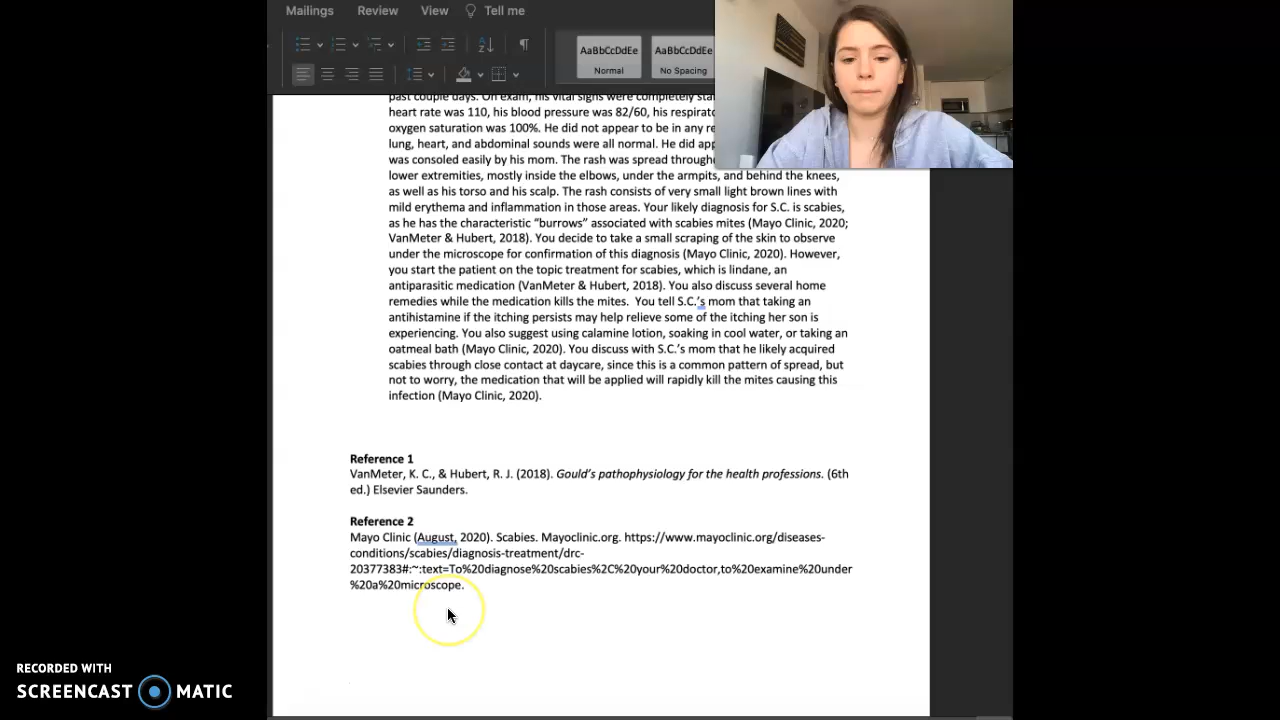 Mailings Review View Tell me
AaBbCcDdEe AaBbCcDdEe
Normal No Spacing
past couple days. On exam, his vital signs were completely
heart rate was 110, his blood pressure was 82/60, his
oxygen saturation was 100%. He did not appear to be in any
lung, heart, and abdominal sounds were all normal. He did
was consoled easily by his mom. The rash was spread
lower extremities, mostly inside the elbows, under the armpits, and behind the knees,
as well as his torso and his scalp. The rash consists of very small light brown lines with
mild erythema and inflammation in those areas. Your likely diagnosis for S.C. is scabies,
as he has the characteristic “burrows” associated with scabies mites (Mayo Clinic, 2020;
VanMeter & Hubert, 2018). You decide to take a small scraping of the skin to observe
under the microscope for confirmation of this diagnosis (Mayo Clinic, 2020). However,
you start the patient on the topic treatment for scabies, which is lindane, an
antiparasitic medication (VanMeter & Hubert, 2018). You also discuss several home
remedies while the medication kills the mites. You tell S.C.’s mom that taking an
antihistamine if the itching persists may help relieve some of the itching her son is
experiencing. You also suggest using calamine lotion, soaking in cool water, or taking an
oatmeal bath (Mayo Clinic, 2020). You discuss with S.C.’s mom that he likely acquired
scabies through close contact at daycare, since this is a common pattern of spread, but
not to worry, the medication that will be applied will rapidly kill the mites causing this
infection (Mayo Clinic, 2020).
Reference 1
VanMeter, K. C., & Hubert, R. J. (2018). Gould’s pathophysiology for the health professions. (6th
ed.) Elsevier Saunders.
Reference 2
Mayo Clinic (August, 2020). Scabies. Mayoclinic.org. https://www.mayoclinic.org/diseases-
conditions/scabies/diagnosis-treatment/drc-
20377383#:~:text=To%20diagnose%20scabies%2C%20your%20doctor,to%20examine%20under
%20a%20microscope.
RECORDED WITH
SCREENCAST MATIC